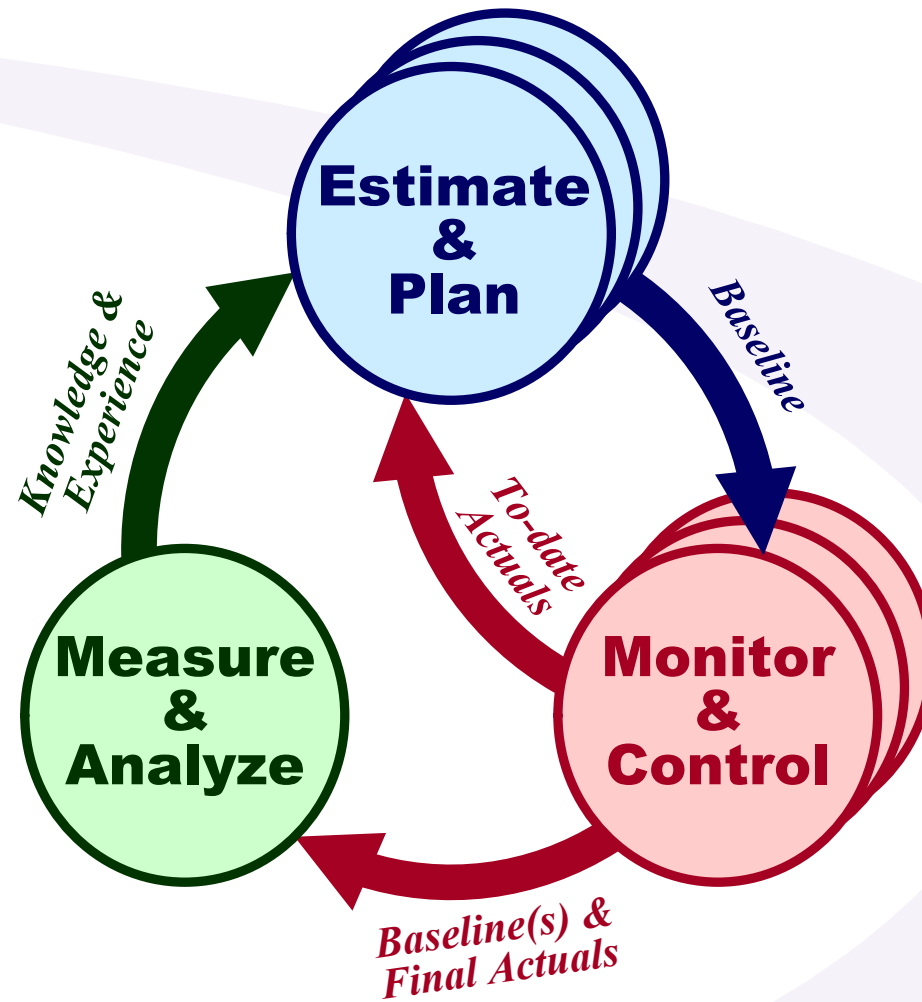 Estimate
&
Plan
Knowledge &
Experience
Baseline
To-date
Actuals
Measure
&
Analyze
Monitor
&
Control
Baseline(s) &
Final Actuals